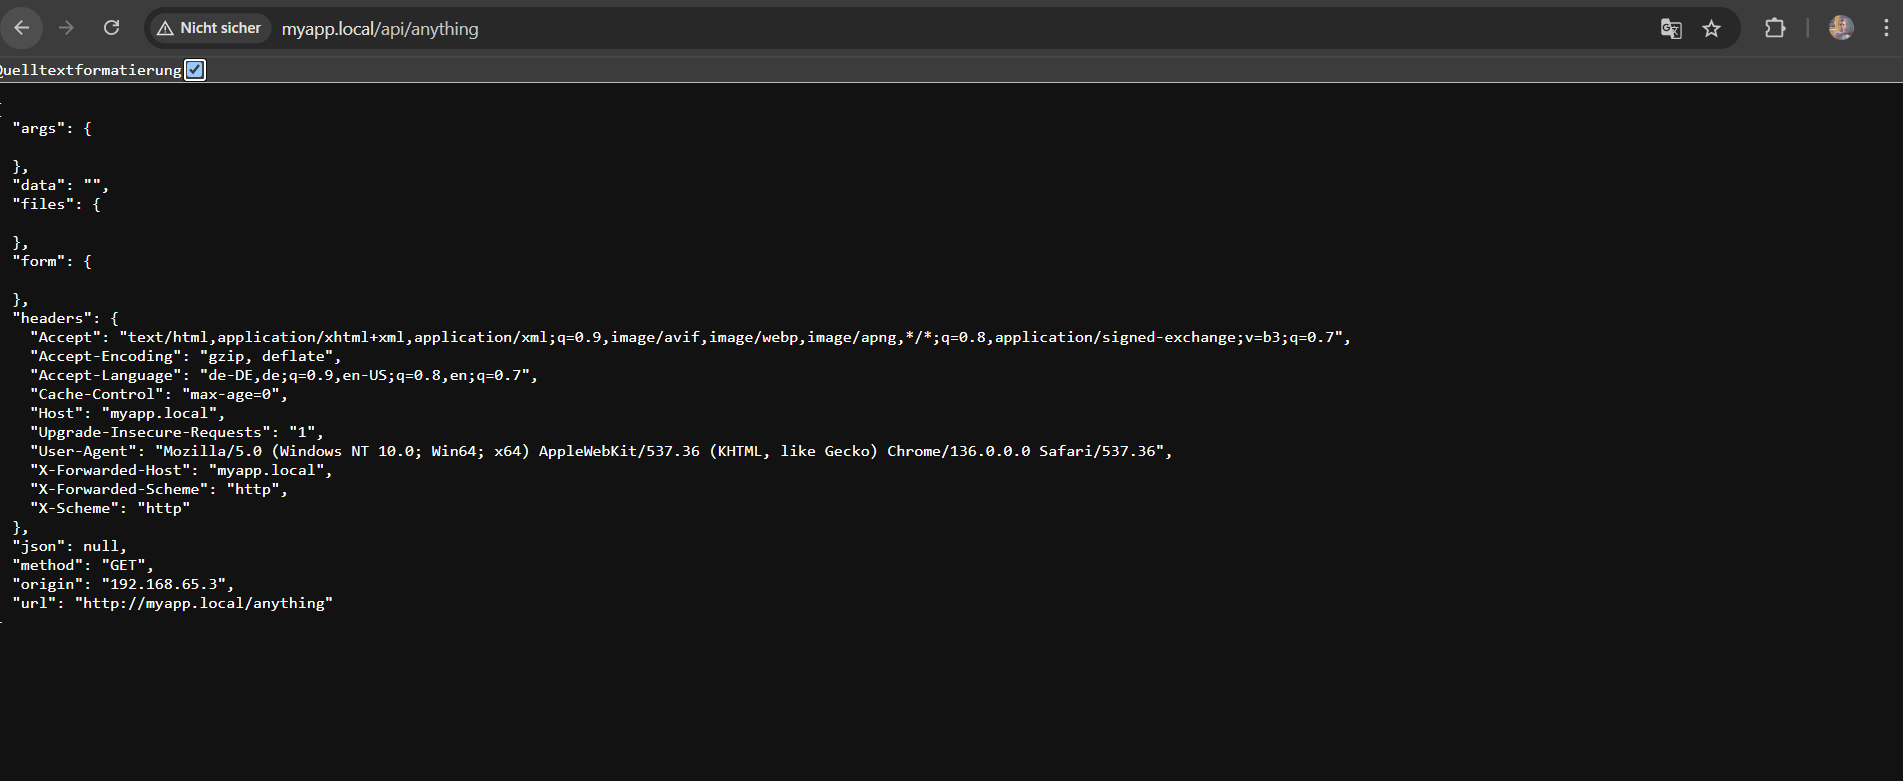 Nicht sicher myapp.local/api/anything
Quelltextformatierung
{
"args": {
},
"data": "",
"files": {
},
"form": {
},
"headers": {
"Accept": "text/html,application/xhtml+xml,application/xml;q=0.9,image/avif,image/webp,image/apng,*/*;q=0.8,application/signed-exchange;v=b3;q=0.7",
"Accept-Encoding": "gzip, deflate",
"Accept-Language": "de-DE,de;q=0.9,en-US;q=0.8,en;q=0.7",
"Cache-Control": "max-age=0",
"Host": "myapp.local",
"Upgrade-Insecure-Requests": "1",
"User-Agent": "Mozilla/5.0 (Windows NT 10.0; Win64; x64) AppleWebKit/537.36 (KHTML, like Gecko) Chrome/136.0.0.0 Safari/537.36",
"X-Forwarded-Host": "myapp.local",
"X-Forwarded-Scheme": "http",
"X-Scheme": "http"
},
"json": null,
"method": "GET",
"origin": "192.168.65.3",
"url": "http://myapp.local/anything"
}